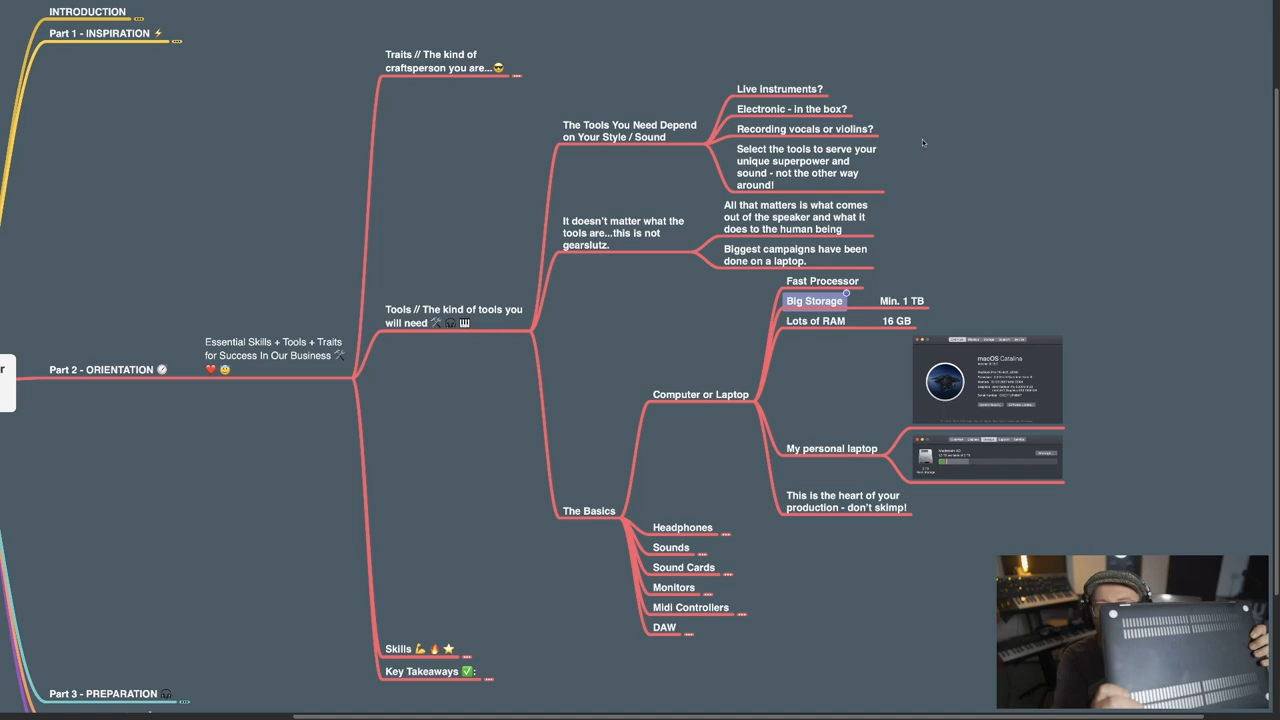 INTRODUCTION
Part 1 - INSPIRATION ⚡
Traits // The kind of
craftsperson you are...😎
Live instruments?
Electronic - in the box?
Recording vocals or violins?
Select the tools to serve your
unique superpower and
sound - not the other way
around!
The Tools You Need Depend
on Your Style / Sound
It doesn't matter what the
tools are...this is not
gearslutz.
All that matters is what comes
out of the speaker and what it
does to the human being
Biggest campaigns have been
done on a laptop.
Tools // The kind of tools you
will need 🛠 🎧 🎹
Fast Processor
Big Storage
Min. 1 TB
Lots of RAM
16 GB
Computer or Laptop
macOS Catalina
My personal laptop
This is the heart of your
production - don't skimp!
r
Part 2 - ORIENTATION 🧭
Essential Skills + Tools + Traits
for Success In Our Business 🛠
❤️ 😇
The Basics
Headphones
Sounds
Sound Cards
Monitors
Midi Controllers
DAW
Skills 💪 🔥 ⭐
Key Takeaways ✅:
Part 3 - PREPARATION 🎧